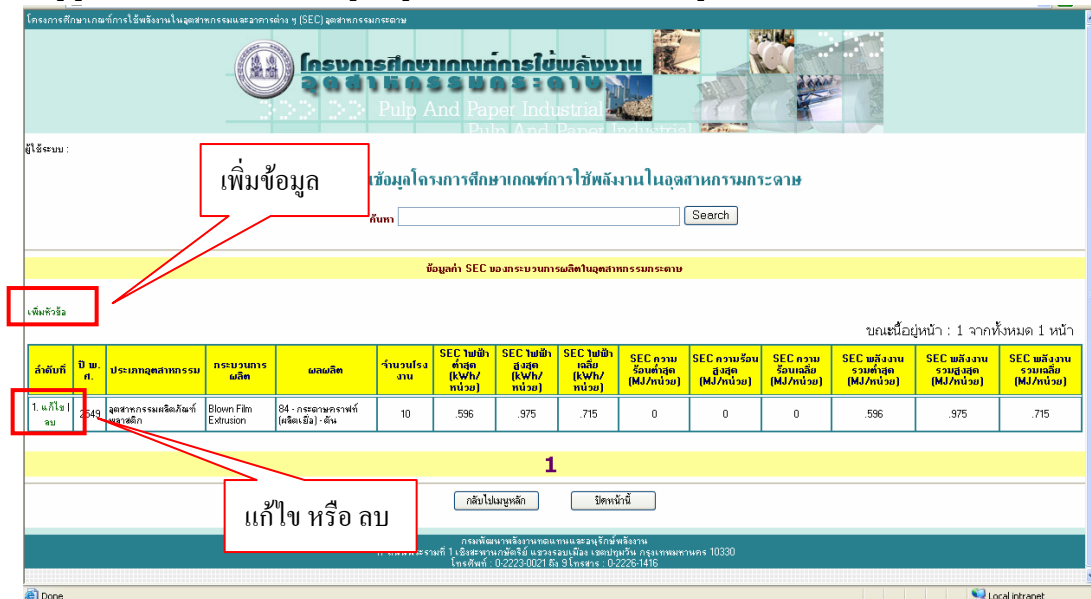 โครงการศึกษาเกณฑ์การใช้พลังงานในอุตสาหกรรมและอาคารต่าง ๆ (SEC) อุตสาหกรรมกระดาษ
โครงการศึกษาเกณฑ์การใช้พลังงาน
อุตสาหกรรมกระดาษ
Pulp And Paper Industrial
Pulp And Paper Industrial
ผู้ใช้ระบบ :
เพิ่มข้อมูล
ข้อมูลโครงการศึกษาเกณฑ์การใช้พลังงานในอุตสาหกรรมกระดาษ
ค้นหา
Search
ข้อมูลค่า SEC ของกระบวนการผลิตในอุตสาหกรรมกระดาษ
เพิ่มหัวข้อ
ขณะนี้อยู่หน้า : 1 จากทั้งหมด 1 หน้า
ลำดับที่ ปี พ.ศ. ประเภทอุตสาหกรรม กระบวนการผลิต ผลผลิต จำนวนโรงงาน SEC ไฟฟ้าต่ำสุด (kWh/หน่วย) SEC ไฟฟ้าสูงสุด (kWh/หน่วย) SEC ไฟฟ้าเฉลี่ย (kWh/หน่วย) SEC ความร้อนต่ำสุด (MJ/หน่วย) SEC ความร้อนสูงสุด (MJ/หน่วย) SEC ความร้อนเฉลี่ย (MJ/หน่วย) SEC พลังงานรวมต่ำสุด (MJ/หน่วย) SEC พลังงานรวมสูงสุด (MJ/หน่วย) SEC พลังงานรวมเฉลี่ย (MJ/หน่วย)
1. แก้ไข | ลบ 2549 อุตสาหกรรมผลิตภัณฑ์พลาสติก Blown Film Extrusion 84 - กระดาษคราฟท์ (ผลิตเยื่อ) - ตัน 10 .596 .975 .715 0 0 0 .596 .975 .715
1
แก้ไข หรือ ลบ
กลับไปเมนูหลัก ปิดหน้านี้
กรมพัฒนาพลังงานทดแทนและอนุรักษ์พลังงาน
พระรามที่ 1 เชิงสะพานกษัตริย์ศึก แขวงรองเมือง เขตปทุมวัน กรุงเทพมหานคร 10330
โทรศัพท์ : 0-2223-0021 ถึง 9 โทรสาร : 0-2226-1416
Done
Local intranet